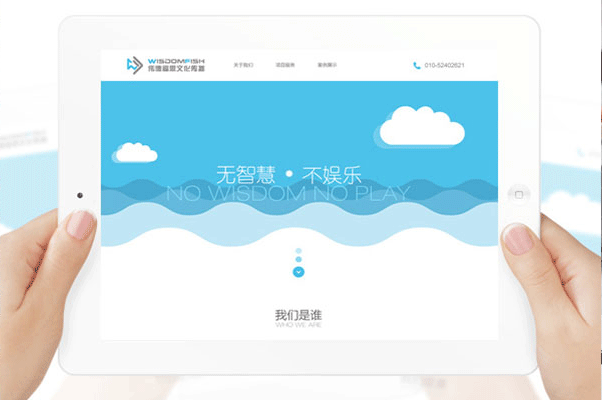 WISDOMFISH
关于我们
项目服务
案例展示
010-52402621
无智慧 • 不娱乐
NO WISDOM NO PLAY
我们是谁
WHO WE ARE